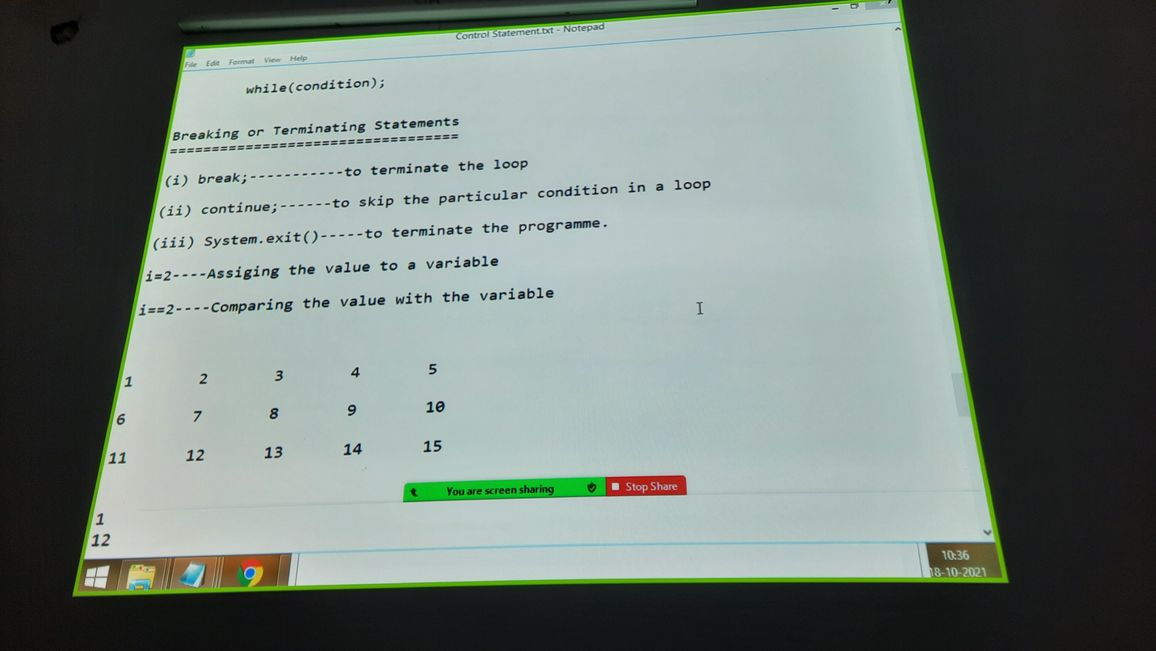 Control Statement.txt - Notepad
File Edit Format View Help
while(condition);
Breaking or Terminating Statements
==================================
(i) break;-----------to terminate the loop
(ii) continue;------to skip the particular condition in a loop
(iii) System.exit()-----to terminate the programme.
i=2----Assiging the value to a variable
i==2----Comparing the value with the variable
1 2 3 4 5
6 7 8 9 10
11 12 13 14 15
You are screen sharing Stop Share
1
12
10:36
18-10-2021